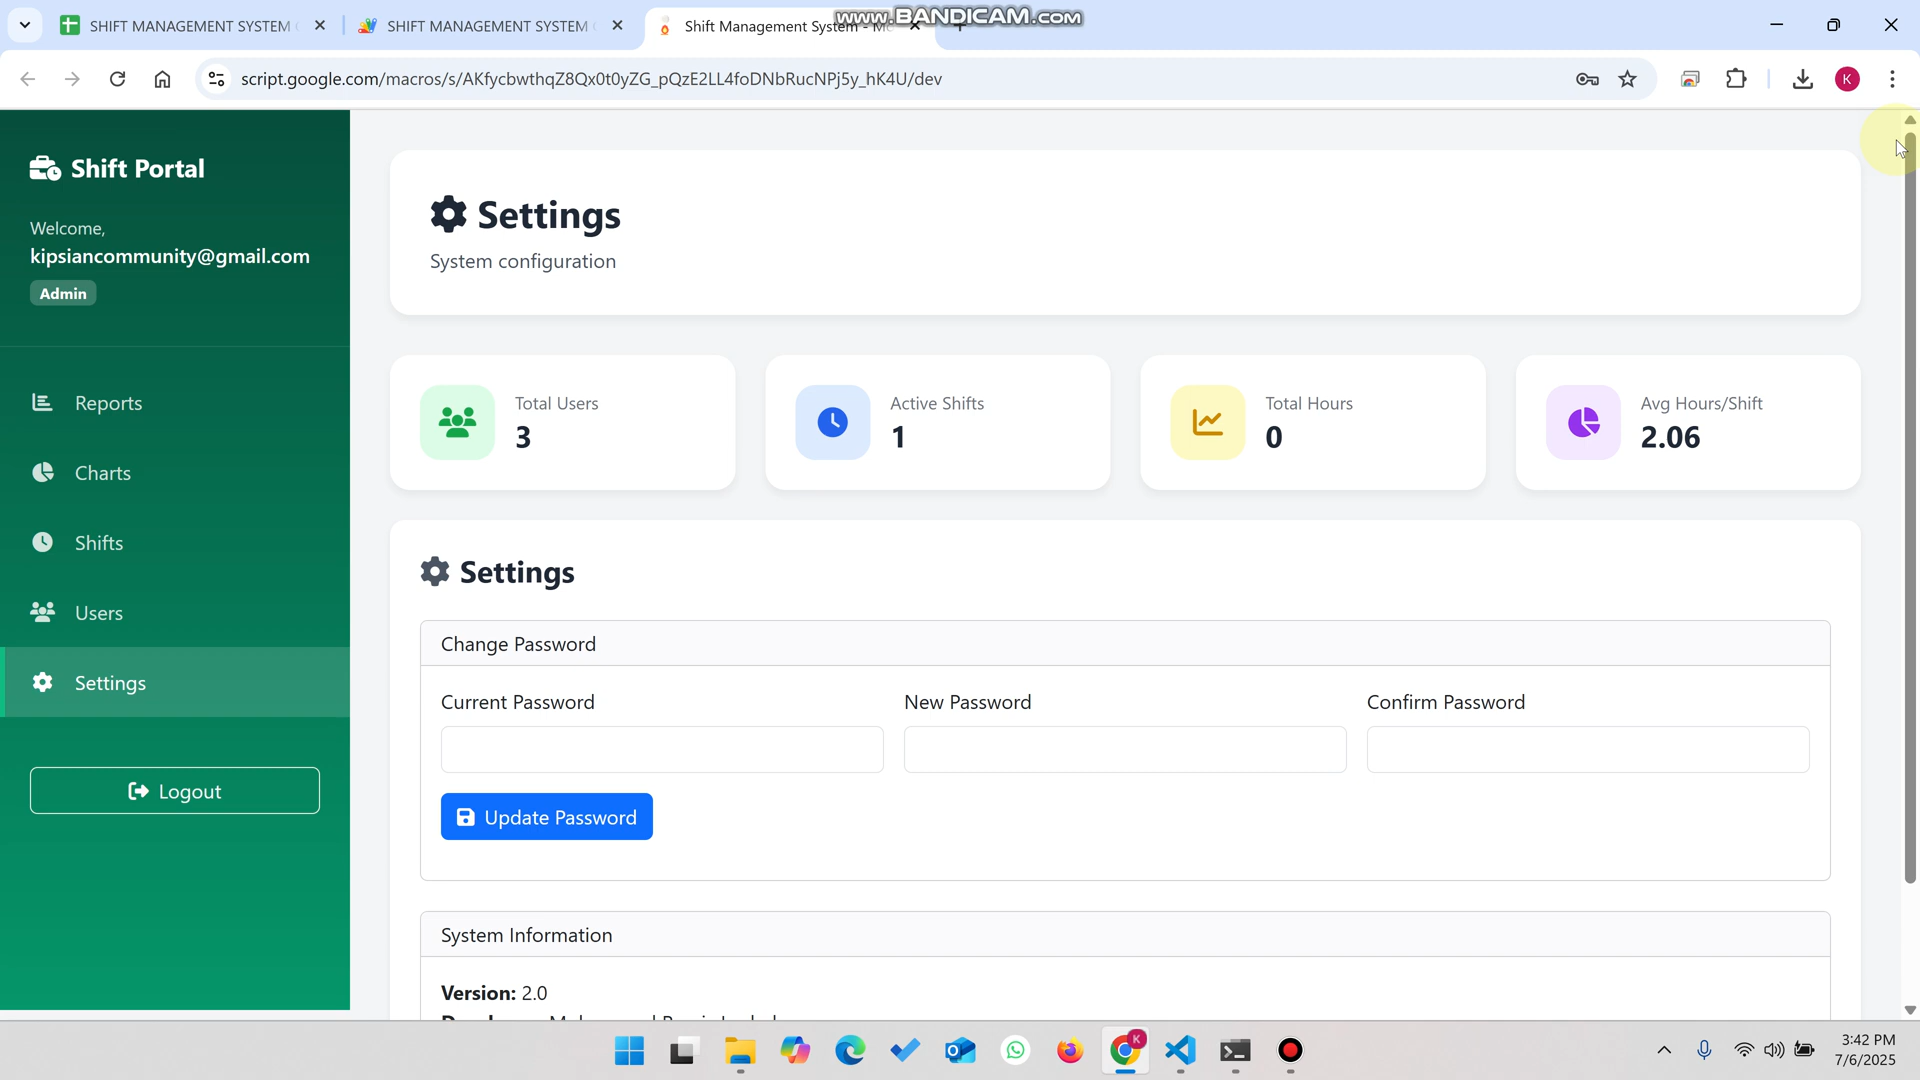 SHIFT MANAGEMENT SYSTEM
SHIFT MANAGEMENT SYSTEM
Shift Management System - Mo
www.BANDICAM.com
script.google.com/macros/s/AKfycbwthqZ8Qx0t0yZG_pQzE2LL4foDNbRucNPj5y_hK4U/dev
K
Shift Portal
Welcome,
kipsiancommunity@gmail.com
Admin
Reports
Charts
Shifts
Users
Settings
Logout
Settings
System configuration
Total Users
3
Active Shifts
1
Total Hours
0
Avg Hours/Shift
2.06
Settings
Change Password
Current Password
New Password
Confirm Password
Update Password
System Information
Version: 2.0
3:42 PM
7/6/2025